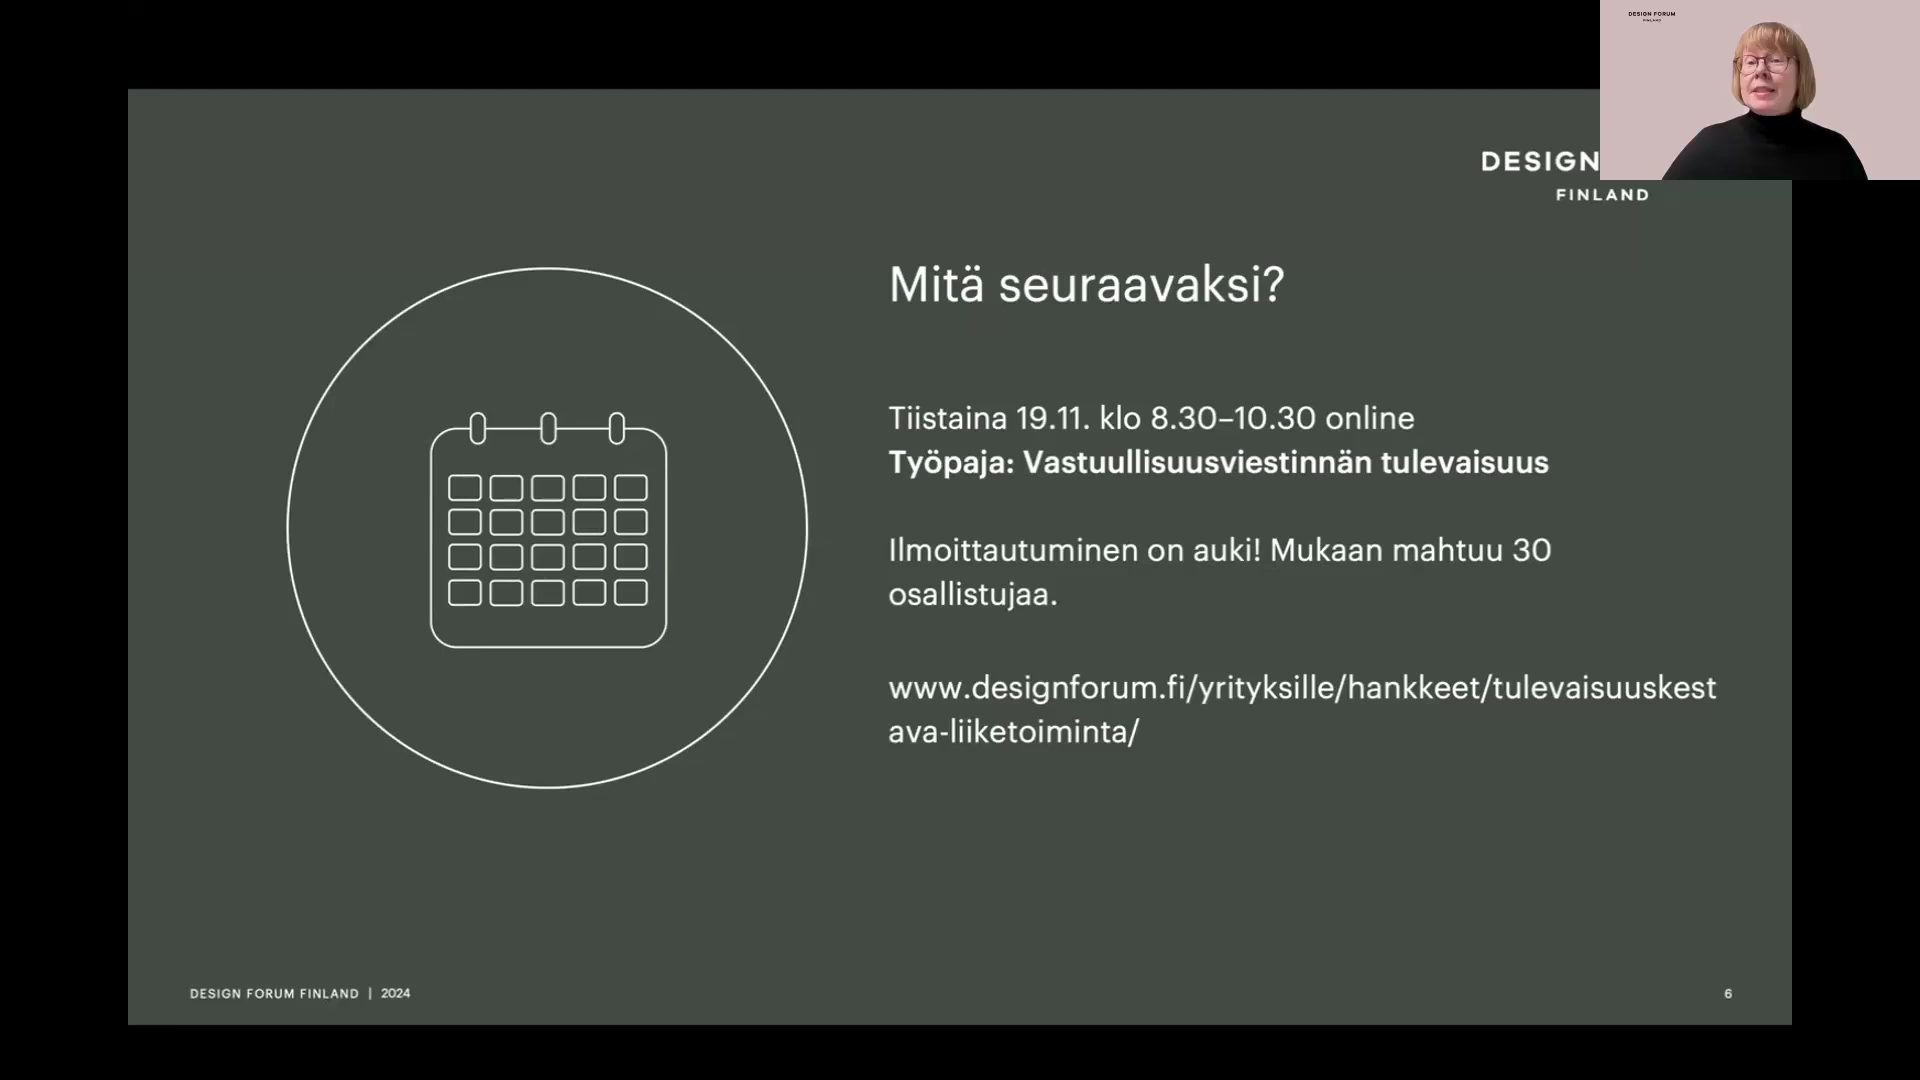 DESIGN FORUM
FINLAND
DESIGN
FINLAND
Mitä seuraavaksi?
Tiistaina 19.11. klo 8.30–10.30 online
Työpaja: Vastuullisuusviestinnän tulevaisuus
Ilmoittautuminen on auki! Mukaan mahtuu 30
osallistujaa.
www.designforum.fi/yrityksille/hankkeet/tulevaisuuskest
ava-liiketoiminta/
DESIGN FORUM FINLAND | 2024
6